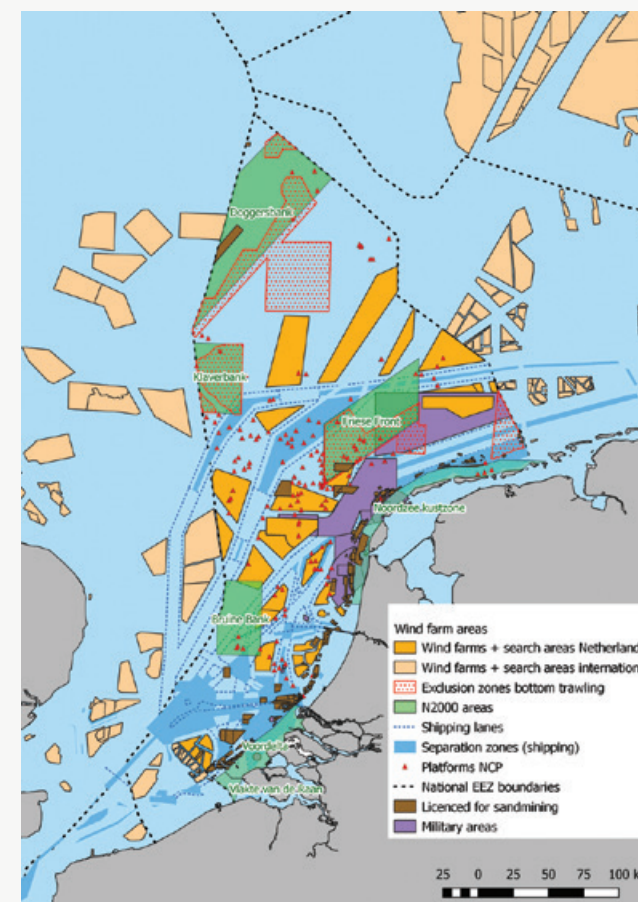 Doggersbank
Klaverbank
Friese Front
Noordzeekustzone
Bruine Bank
Voordelta
Vlakte van de Raan
Wind farm areas
Wind farms + search areas Netherland
Wind farms + search areas internation
Exclusion zones bottom trawling
N2000 areas
Shipping lanes
Separation zones (shipping)
Platforms NCP
National EEZ boundaries
Licenced for sandmining
Military areas
25 0 25 50 75 100 k